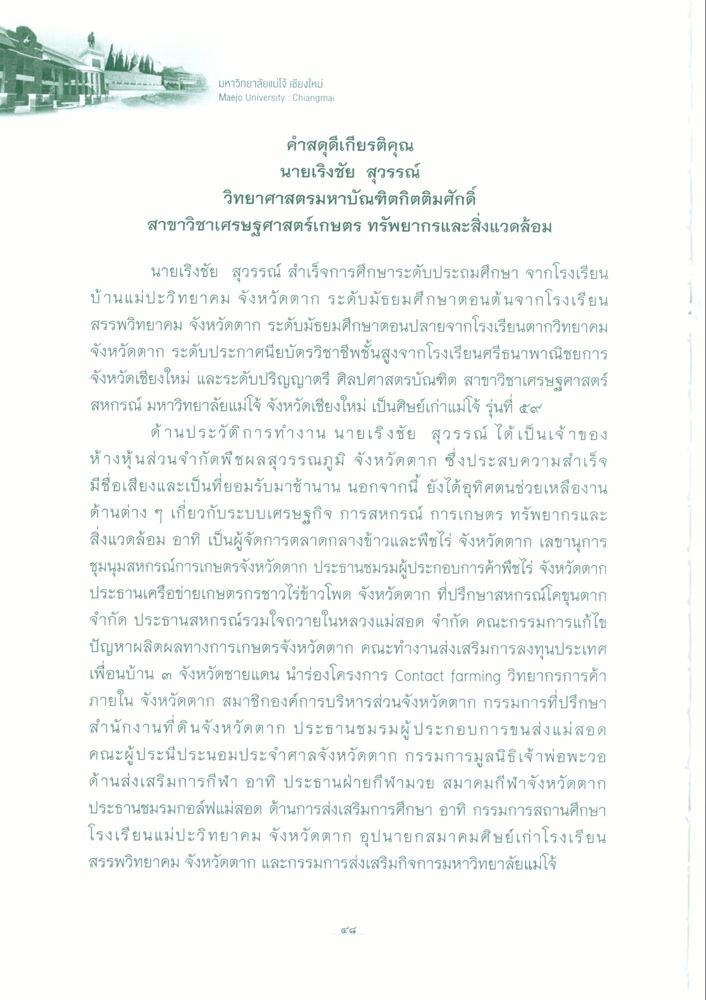 มหาวิทยาลัยแม่โจ้ เชียงใหม่
Maejo University : Chiangmai
คำสดุดีเกียรติคุณ
นายเริงชัย สุวรรณ์
วิทยาศาสตรมหาบัณฑิตกิตติมศักดิ์
สาขาวิชาเศรษฐศาสตร์เกษตร ทรัพยากรและสิ่งแวดล้อม
นายเริงชัย สุวรรณ์ สำเร็จการศึกษาระดับประถมศึกษา จากโรงเรียน
บ้านแม่ปะวิทยาคม จังหวัดตาก ระดับมัธยมศึกษาตอนต้นจากโรงเรียน
สรรพวิทยาคม จังหวัดตาก ระดับมัธยมศึกษาตอนปลายจากโรงเรียนตากวิทยาคม
จังหวัดตาก ระดับประกาศนียบัตรวิชาชีพชั้นสูงจากโรงเรียนศรีธนาพาณิชยการ
จังหวัดเชียงใหม่ และระดับปริญญาตรี ศิลปศาสตรบัณฑิต สาขาวิชาเศรษฐศาสตร์
สหกรณ์ มหาวิทยาลัยแม่โจ้ จังหวัดเชียงใหม่ เป็นศิษย์เก่าแม่โจ้ รุ่นที่ ๕๙
ด้านประวัติการทำงาน นายเริงชัย สุวรรณ์ ได้เป็นเจ้าของ
ห้างหุ้นส่วนจำกัดพืชผลสุวรรณภูมิ จังหวัดตาก ซึ่งประสบความสำเร็จ
มีชื่อเสียงและเป็นที่ยอมรับมาช้านาน นอกจากนี้ ยังได้อุทิศตนช่วยเหลืองาน
ด้านต่าง ๆ เกี่ยวกับระบบเศรษฐกิจ การสหกรณ์ การเกษตร ทรัพยากรและ
สิ่งแวดล้อม อาทิ เป็นผู้จัดการตลาดกลางข้าวและพืชไร่ จังหวัดตาก เลขานุการ
ชุมนุมสหกรณ์การเกษตรจังหวัดตาก ประธานชมรมผู้ประกอบการค้าพืชไร่ จังหวัดตาก
ประธานเครือข่ายเกษตรกรชาวไร่ข้าวโพด จังหวัดตาก ที่ปรึกษาสหกรณ์โคขุนตาก
จำกัด ประธานสหกรณ์รวมใจถวายในหลวงแม่สอด จำกัด คณะกรรมการแก้ไข
ปัญหาผลิตผลทางการเกษตรจังหวัดตาก คณะทำงานส่งเสริมการลงทุนประเทศ
เพื่อนบ้าน ๓ จังหวัดชายแดน นำร่องโครงการ Contact farming วิทยากรการค้า
ภายใน จังหวัดตาก สมาชิกองค์การบริหารส่วนจังหวัดตาก กรรมการที่ปรึกษา
สำนักงานที่ดินจังหวัดตาก ประธานชมรมผู้ประกอบการขนส่งแม่สอด
คณะผู้ประนีประนอมประจำศาลจังหวัดตาก กรรมการมูลนิธิเจ้าพ่อพะวอ
ด้านส่งเสริมการกีฬา อาทิ ประธานฝ่ายกีฬามวย สมาคมกีฬาจังหวัดตาก
ประธานชมรมกอล์ฟแม่สอด ด้านการส่งเสริมการศึกษา อาทิ กรรมการสถานศึกษา
โรงเรียนแม่ปะวิทยาคม จังหวัดตาก อุปนายกสมาคมศิษย์เก่าโรงเรียน
สรรพวิทยาคม จังหวัดตาก และกรรมการส่งเสริมกิจการมหาวิทยาลัยแม่โจ้
๔๘